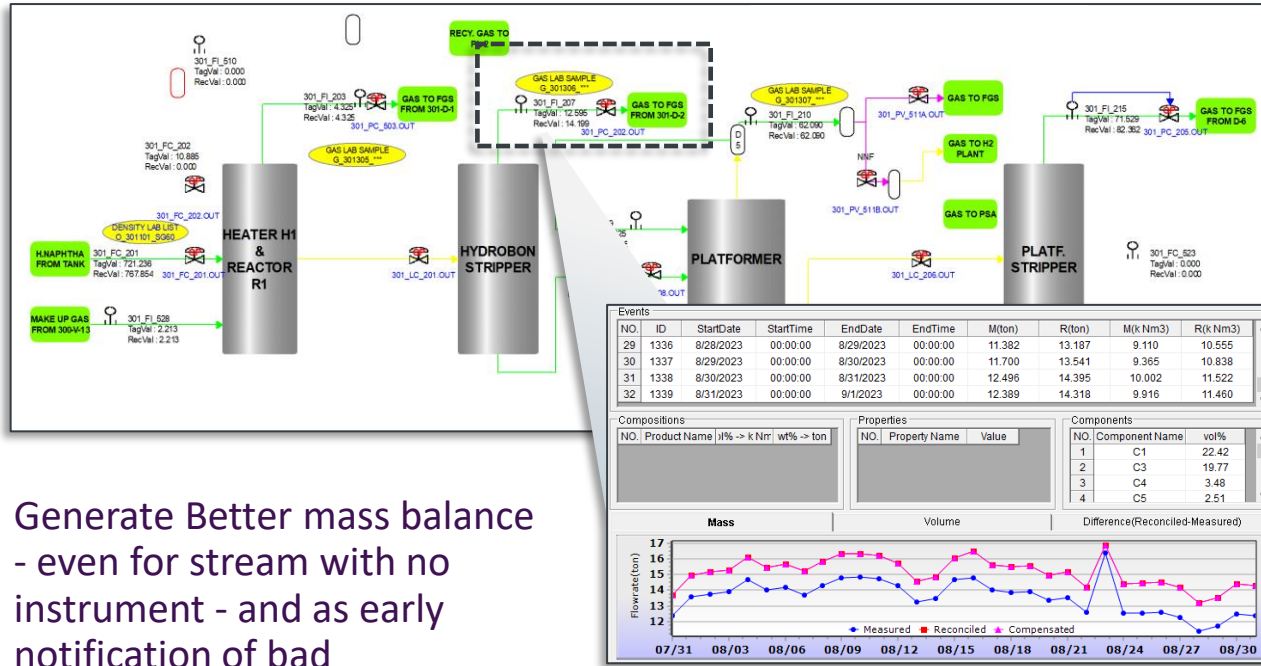 RECY. GAS TO
301_FI_510
TagVal : 0.000
RecVal : 0.000
GAS LAB SAMPLE
G_301306_***
GAS LAB SAMPLE
G_301307_***
301_FI_203
TagVal : 4.325
RecVal : 4.325
GAS TO FGS
FROM 301-D-1
301_PC_503.OUT
301_FI_207
TagVal : 12.595
RecVal : 14.199
GAS TO FGS
FROM 301-D-2
301_PC_202.OUT
301_FI_210
TagVal : 62.090
RecVal : 62.090
D
5
301_PV_511A.OUT
GAS TO FGS
301_FI_215
TagVal : 71.529
RecVal : 82.362
301_PC_205.OUT
GAS TO FGS
FROM D-6
301_FC_202
TagVal : 10.885
RecVal : 0.000
GAS LAB SAMPLE
G_301305_***
NNF
GAS TO H2
PLANT
301_FC_202.OUT
301_PV_511B.OUT
GAS TO PSA
DENSITY LAB LIST
O_301101_SG60
H.NAPHTHA
FROM TANK
301_FC_201
TagVal : 721.236
RecVal : 767.854
301_FC_201.OUT
HEATER H1
&
REACTOR
R1
301_LC_201.OUT
HYDROBON
STRIPPER
PLATFORMER
301_LC_206.OUT
PLATF.
STRIPPER
301_FC_523
TagVal : 0.000
RecVal : 0.000
MAKE UP GAS
FROM 300-V-13
301_FI_528
TagVal : 2.213
RecVal : 2.213
Events
NO. ID StartDate StartTime EndDate EndTime M(ton) R(ton) M(k Nm3) R(k Nm3)
29 1336 8/28/2023 00:00:00 8/29/2023 00:00:00 11.382 13.187 9.110 10.555
30 1337 8/29/2023 00:00:00 8/30/2023 00:00:00 11.700 13.541 9.365 10.838
31 1338 8/30/2023 00:00:00 8/31/2023 00:00:00 12.496 14.395 10.002 11.522
32 1339 8/31/2023 00:00:00 9/1/2023 00:00:00 12.389 14.318 9.916 11.460
Compositions
NO. Product Name % -> k Nm wt% -> ton
Properties
NO. Property Name Value
Components
NO. Component Name vol%
1 C1 22.42
2 C3 19.77
3 C4 3.48
4 C5 2.51
Mass Volume Difference(Reconciled-Measured)
Flowrate(ton)
17
16
15
14
13
12
Measured Reconciled Compensated
07/31 08/03 08/06 08/09 08/12 08/15 08/18 08/21 08/24 08/27 08/30
Generate Better mass balance
- even for stream with no
instrument - and as early
notification of bad